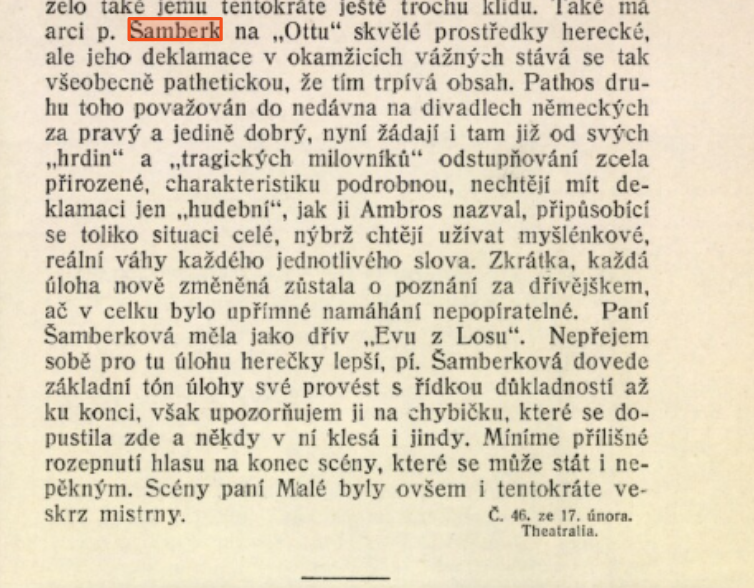 zelo také jemu tentokráte ještě trochu klidu. Také má
arci p. Šamberk na „Ottu“ skvělé prostředky herecké,
ale jeho deklamace v okamžicích vážných stává se tak
všeobecně pathetickou, že tím trpívá obsah. Pathos dru-
hu toho považován do nedávna na divadlech německých
za pravý a jedině dobrý, nyní žádají i tam již od svých
„hrdin“ a „tragických milovníků“ odstupňování zcela
přirozené, charakteristiku podrobnou, nechtějí mít de-
klamaci jen „hudební“, jak ji Ambros nazval, připůsobící
se toliko situaci celé, nýbrž chtějí užívat myšlénkové,
reální váhy každého jednotlivého slova. Zkrátka, každá
úloha nově změněná zůstala o poznání za dřívějškem,
ač v celku bylo upřímné namáhání nepopíratelné. Paní
Šamberková měla jako dřív „Evu z Losu“. Nepřejem
sobě pro tu úlohu herečky lepší, pí. Šamberková dovede
základní tón úlohy své provést s řídkou důkladností až
ku konci, však upozorňujem ji na chybičku, které se do-
pustila zde a někdy v ní klesá i jindy. Míníme přílišné
rozepnutí hlasu na konec scény, které se může stát i ne-
pěkným. Scény paní Malé byly ovšem i tentokráte ve-
skrz mistrny.
Č. 46. ze 17. února.
Theatralia.